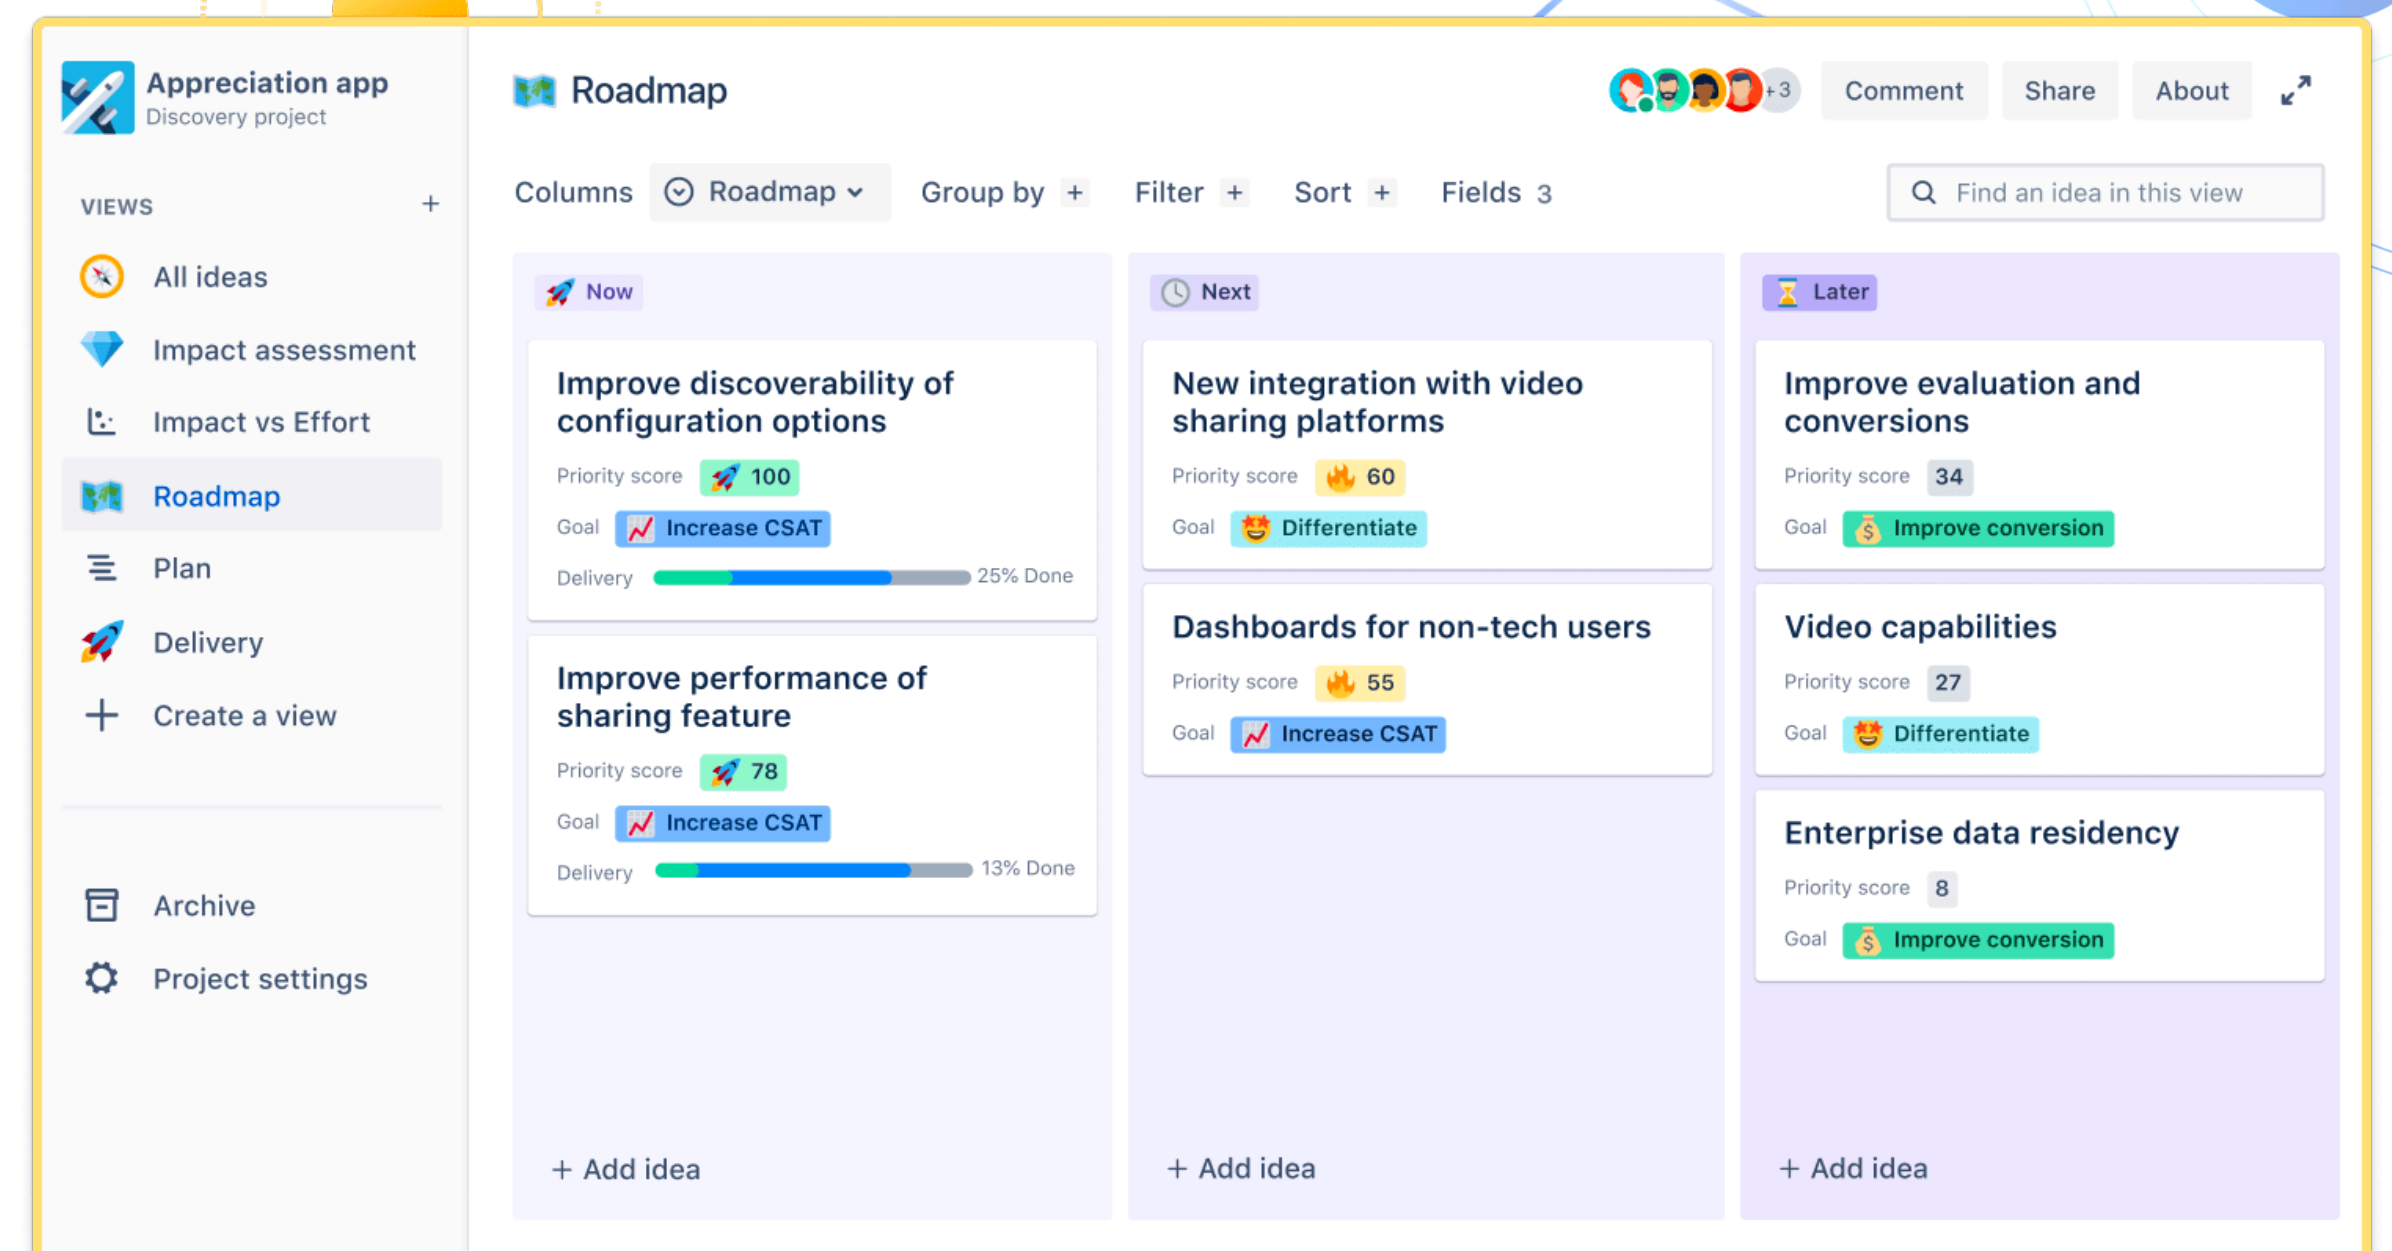 Appreciation app
Discovery project
VIEWS
All ideas
Impact assessment
Impact vs Effort
Roadmap
Plan
Delivery
Create a view
Archive
Project settings
Roadmap
+3
Comment
Share
About
Columns
Roadmap
Group by +
Filter +
Sort +
Fields 3
Find an idea in this view
Now
Improve discoverability of
configuration options
Priority score 100
Goal Increase CSAT
Delivery 25% Done
Improve performance of
sharing feature
Priority score 78
Goal Increase CSAT
Delivery 13% Done
+ Add idea
Next
New integration with video
sharing platforms
Priority score 60
Goal Differentiate
Dashboards for non-tech users
Priority score 55
Goal Increase CSAT
+ Add idea
Later
Improve evaluation and
conversions
Priority score 34
Goal Improve conversion
Video capabilities
Priority score 27
Goal Differentiate
Enterprise data residency
Priority score 8
Goal Improve conversion
+ Add idea